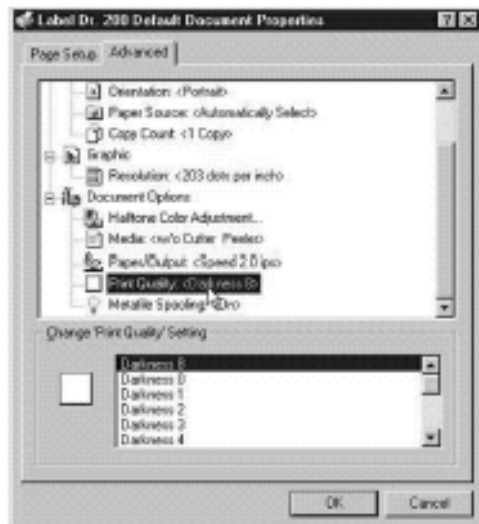 Label Dr. 200 Default Document Properties
Page Setup
Advanced
Orientation: <Portrait>
Paper Source: <Automatically Select>
Copy Count: <1 Copy>
Graphic
Resolution: <203 dots per inch>
Document Options
Halftone Color Adjustment...
Media: <w/o Cutter Peeler>
Paper/Output: <Speed 2.0 ips>
Print Quality: <Darkness 8>
Metafile Spooling: <On>
Change 'Print Quality' Setting
Darkness 8
Darkness 0
Darkness 1
Darkness 2
Darkness 3
Darkness 4
OK
Cancel